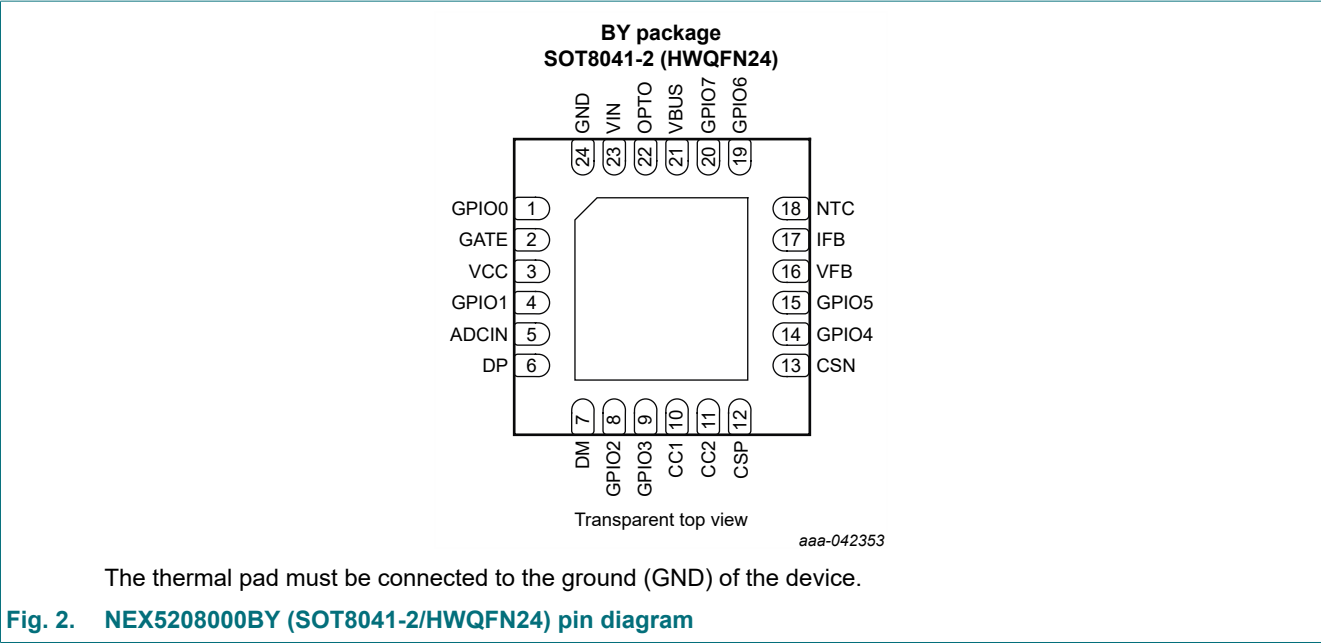 BY package
SOT8041-2 (HWQFN24)
GND VIN OPTO VBUS GPIO7 GPIO6
24 23 22 21 20 19
GPIO0 1 18 NTC
GATE 2 17 IFB
VCC 3 16 VFB
GPIO1 4 15 GPIO5
ADCIN 5 14 GPIO4
DP 6 13 CSN
7 8 9 10 11 12
DM GPIO2 GPIO3 CC1 CC2 CSP
Transparent top view
aaa-042353
The thermal pad must be connected to the ground (GND) of the device.
Fig. 2. NEX5208000BY (SOT8041-2/HWQFN24) pin diagram